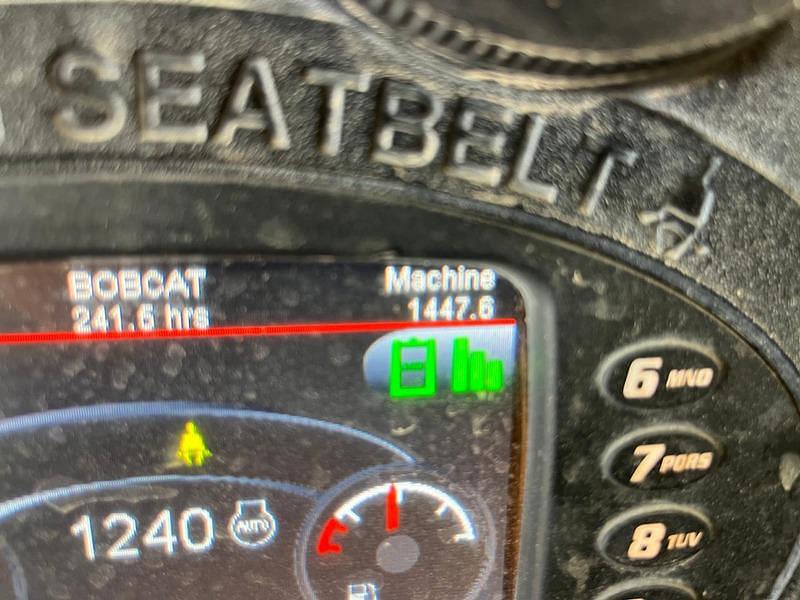 SEATBELT
BOBCAT
241.6 hrs
Machine
1447.6
1240 AUTO
6 MNO
7 PQRS
8 TUV